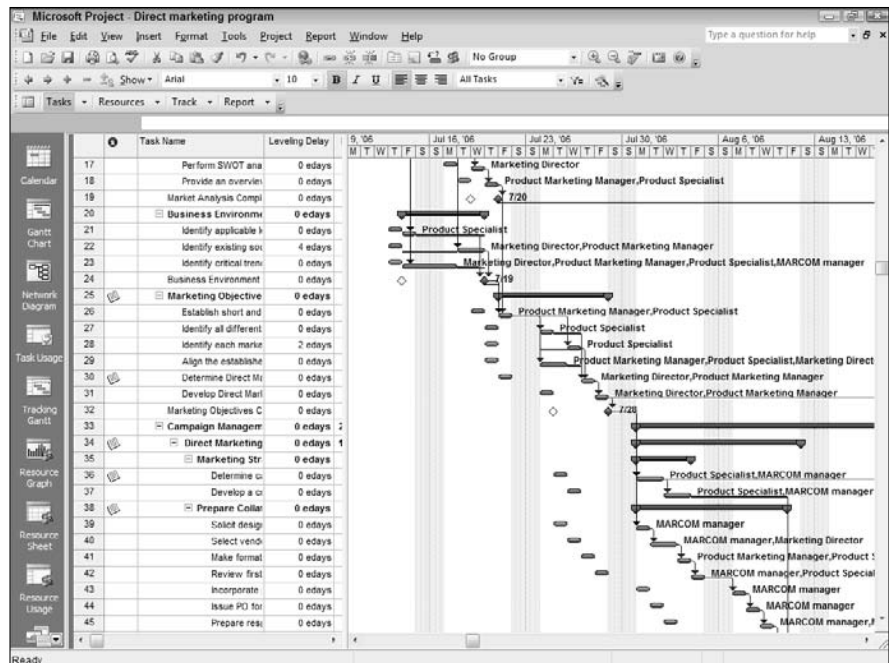 Microsoft Project - Direct marketing program
File Edit View Insert Format Tools Project Report Window Help
Type a question for help
No Group
Show Arial 10 B I U All Tasks
Tasks Resources Track Report
Task Name Leveling Delay 9, '06 Jul 16, '06 Jul 23, '06 Jul 30, '06 Aug 6, '06 Aug 13, '06
M T W T F S S M T W T F S S M T W T F S S M T W T F S S M T W T F S S M T W
17 Perform SWOT ana 0 edays Marketing Director
18 Provide an overview 0 edays Product Marketing Manager,Product Specialist
19 Market Analysis Compl 0 edays 7/20
20 Business Environme 0 edays
21 Identify applicable 0 edays Product Specialist
22 Identify existing sou 4 edays Marketing Director,Product Marketing Manager
23 Identify critical tren 0 edays Marketing Director,Product Marketing Manager,Product Specialist,MARCOM manager
24 Business Environment 0 edays 7/19
25 Marketing Objective 0 edays
26 Establish short and 0 edays Product Marketing Manager,Product Specialist
27 Identify all different 0 edays Product Specialist
28 Identify each marke 2 edays Product Specialist
29 Align the establishe 0 edays Product Marketing Manager,Product Specialist,Marketing Direct
30 Determine Direct Ma 0 edays Marketing Director,Product Marketing Manager
31 Develop Direct Mark 0 edays Marketing Director,Product Marketing Manager
32 Marketing Objectives C 0 edays 7/28
33 Campaign Managem 0 edays 2
34 Direct Marketing 0 edays 1
35 Marketing Str 0 edays
36 Determine ca 0 edays Product Specialist,MARCOM manager
37 Develop a cr 0 edays Product Specialist,MARCOM manager
38 Prepare Collat 0 edays
39 Solicit desig 0 edays MARCOM manager
40 Select vendo 0 edays MARCOM manager,Marketing Director
41 Make format 0 edays Product Marketing Manager,Product S
42 Review first 0 edays MARCOM manager,Product Special
43 Incorporate 0 edays MARCOM manager
44 Issue PO for 0 edays MARCOM manager
45 Prepare resp 0 edays MARCOM manager,M
Calendar
Gantt
Chart
Network
Diagram
Task Usage
Tracking
Gantt
Resource
Graph
Resource
Sheet
Resource
Usage
Ready